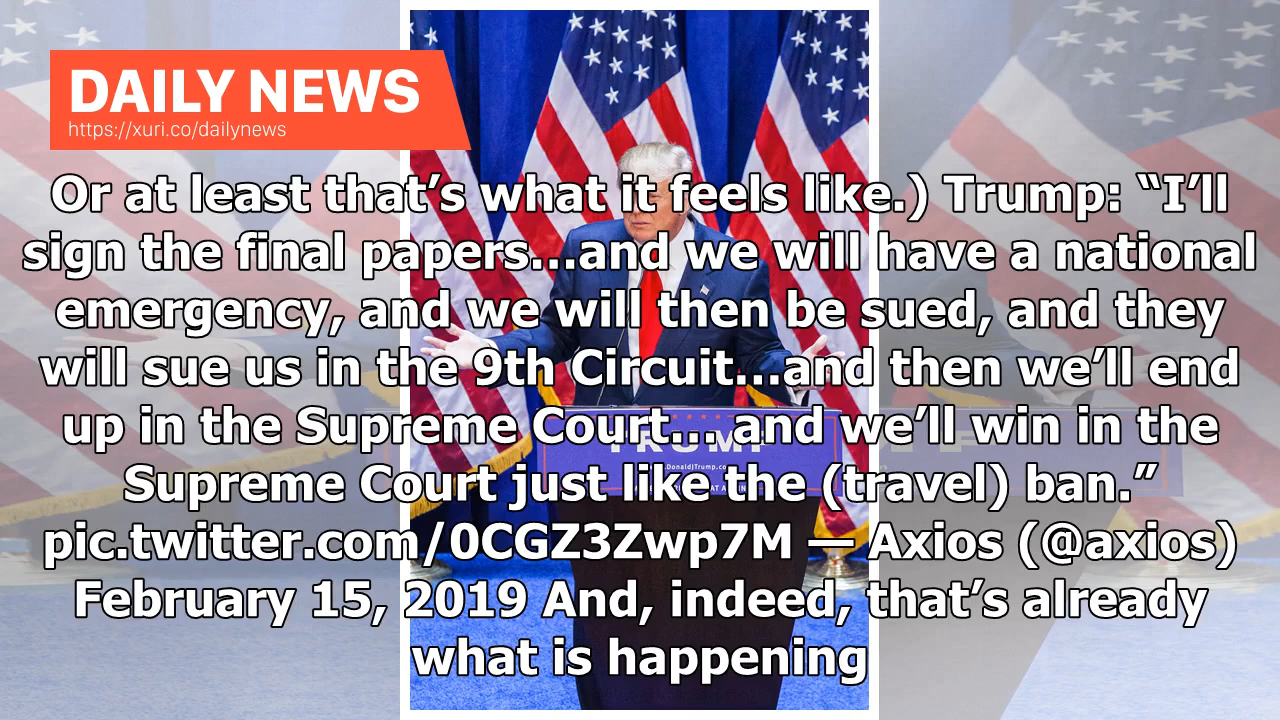 DAILY NEWS
https://xuri.co/dailynews
Or at least that’s what it feels like.) Trump: “I’ll
sign the final papers…and we will have a national
emergency, and we will then be sued, and they
will sue us in the 9th Circuit…and then we’ll end
up in the Supreme Court… and we’ll win in the
Supreme Court just like the (travel) ban.”
pic.twitter.com/0CGZ3Zwp7M — Axios (@axios)
February 15, 2019 And, indeed, that’s already
what is happening
TRUMP